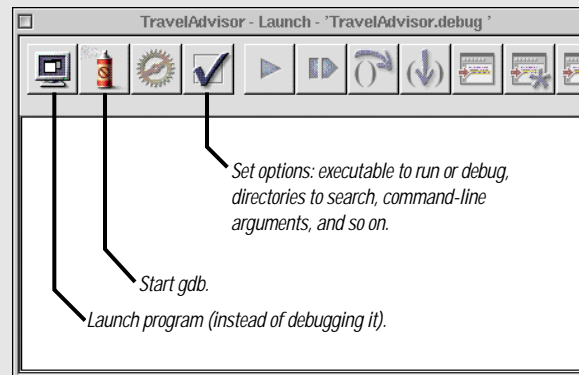 TravelAdvisor - Launch - 'TravelAdvisor.debug '
Set options: executable to run or debug,
directories to search, command-line
arguments, and so on.
Start gdb.
Launch program (instead of debugging it).